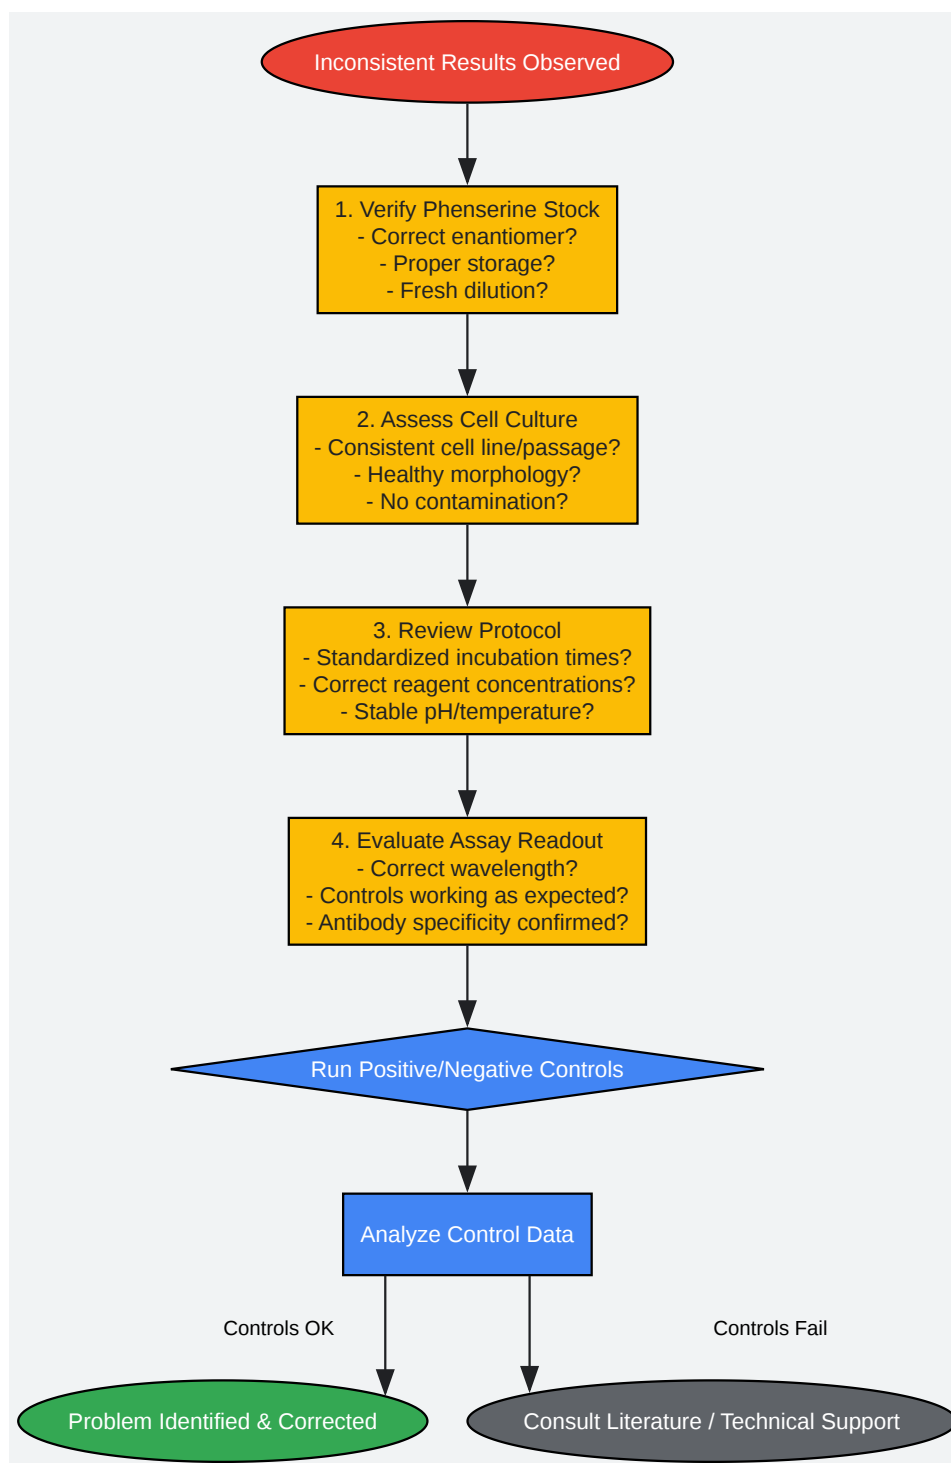 Inconsistent Results Observed
1. Verify Phenserine Stock
- Correct enantiomer?
- Proper storage?
- Fresh dilution?
2. Assess Cell Culture
- Consistent cell line/passage?
- Healthy morphology?
- No contamination?
3. Review Protocol
- Standardized incubation times?
- Correct reagent concentrations?
- Stable pH/temperature?
4. Evaluate Assay Readout
- Correct wavelength?
- Controls working as expected?
- Antibody specificity confirmed?
Run Positive/Negative Controls
Analyze Control Data
Controls OK
Controls Fail
Problem Identified & Corrected
Consult Literature / Technical Support